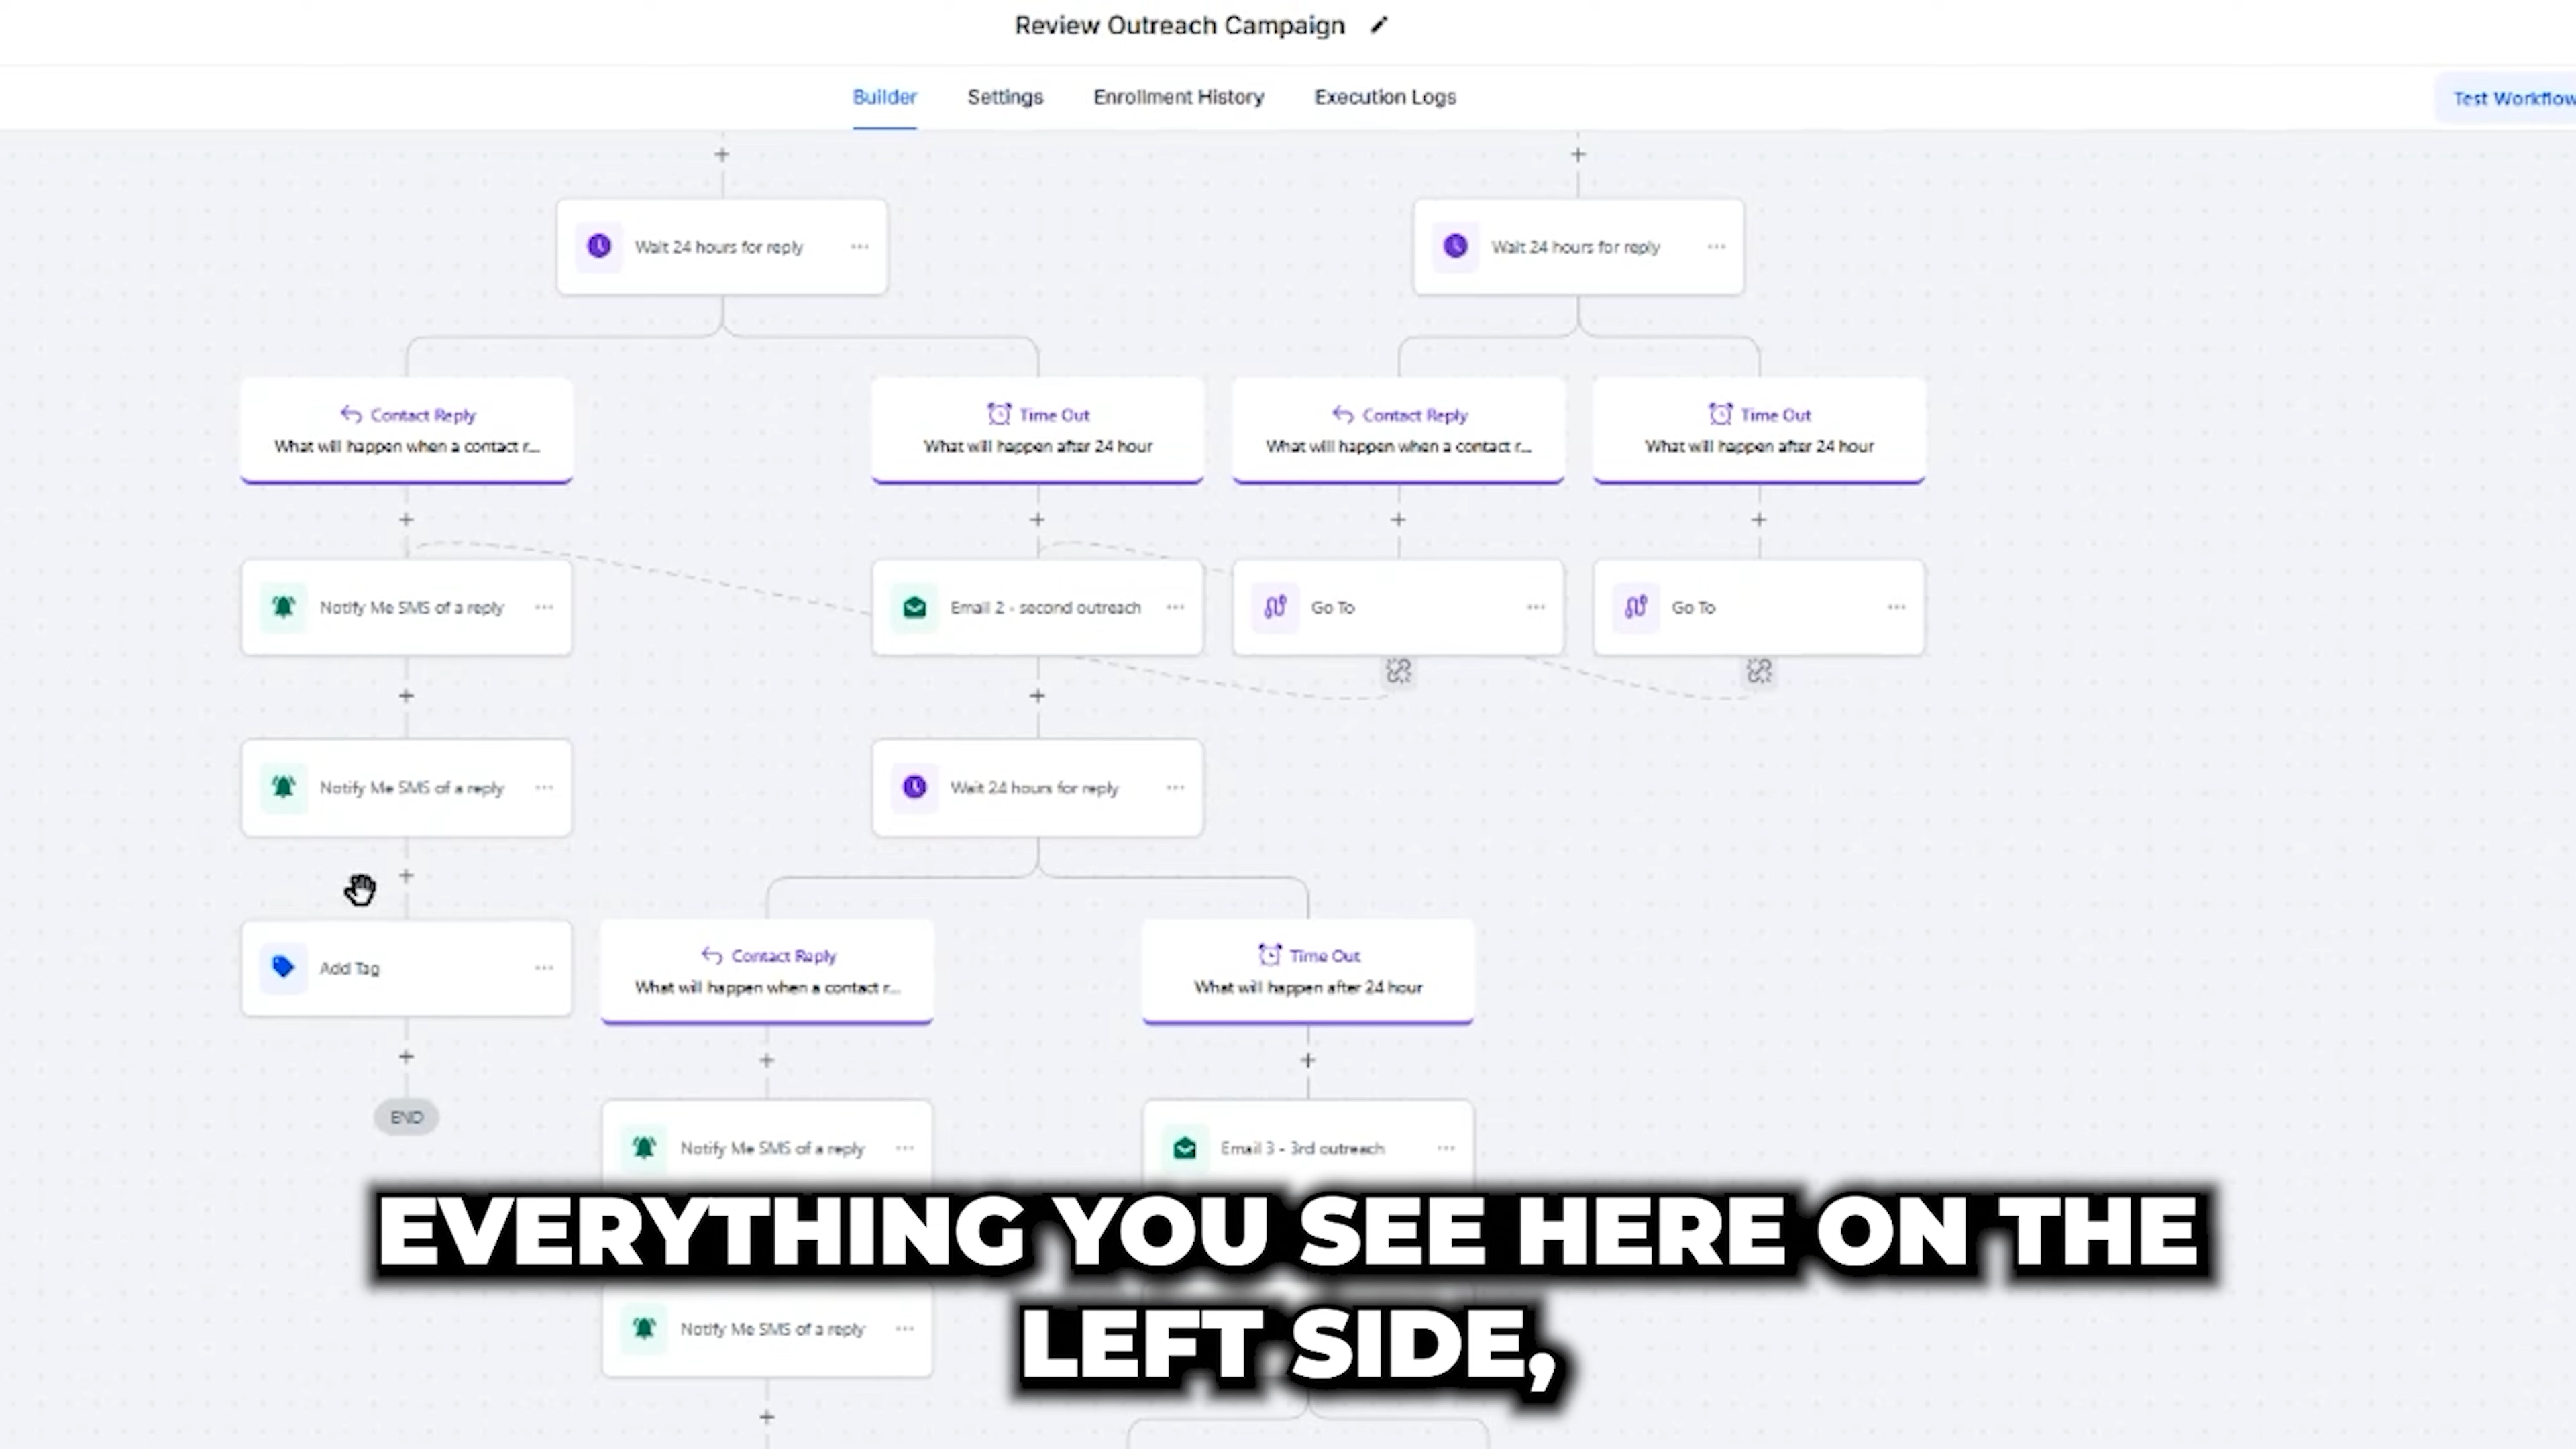 Review Outreach Campaign
Builder Settings Enrollment History Execution Logs
Test Workflow
Wait 24 hours for reply
Wait 24 hours for reply
Contact Reply
What will happen when a contact r...
Time Out
What will happen after 24 hour
Contact Reply
What will happen when a contact r...
Time Out
What will happen after 24 hour
Notify Me SMS of a reply
Email 2 - second outreach
Go To
Go To
Notify Me SMS of a reply
Wait 24 hours for reply
Add Tag
Contact Reply
What will happen when a contact r...
Time Out
What will happen after 24 hour
END
Notify Me SMS of a reply
Email 3 - 3rd outreach
EVERYTHING YOU SEE HERE ON THE
LEFT SIDE,
Notify Me SMS of a reply